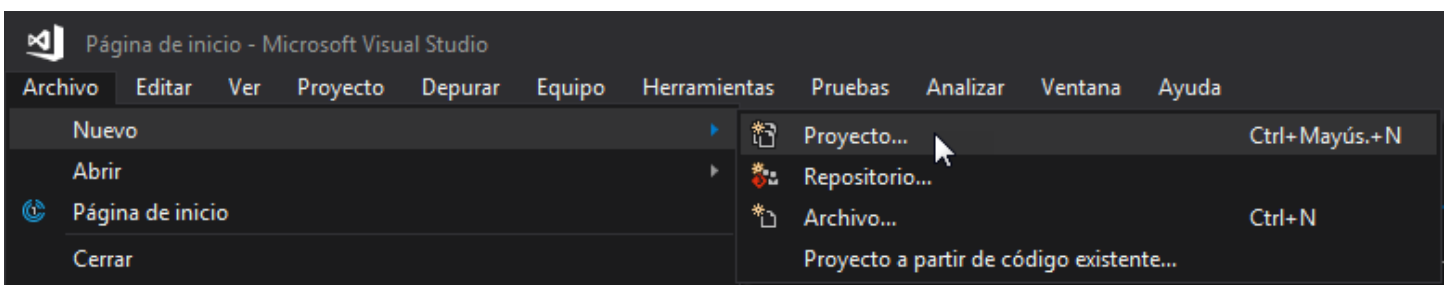 Página de inicio - Microsoft Visual Studio
Archivo Editar Ver Proyecto Depurar Equipo Herramientas Pruebas Analizar Ventana Ayuda
Nuevo
Abrir
Página de inicio
Cerrar
Proyecto... Ctrl+Mayús.+N
Repositorio...
Archivo... Ctrl+N
Proyecto a partir de código existente...